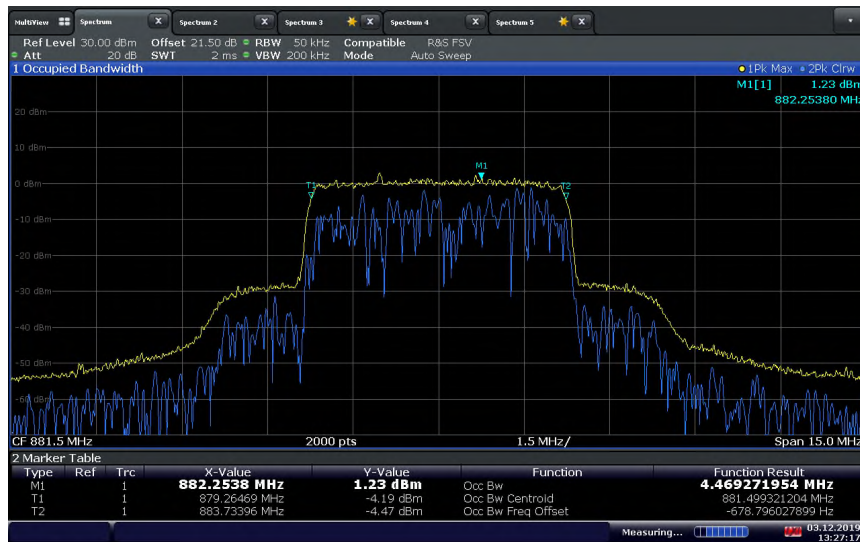 MultiView Spectrum X Spectrum 2 X Spectrum 3 X Spectrum 4 X Spectrum 5 X
Ref Level 30.00 dBm Offset 21.50 dB RBW 50 kHz Compatible R&S FSV
Att 20 dB SWT 2 ms VBW 200 kHz Mode Auto Sweep
1 Occupied Bandwidth 1Pk Max 2Pk Clrw
M1[1] 1.23 dBm
882.25380 MHz
20 dBm
10 dBm
M1
0 dBm T1 T2
-10 dBm
-20 dBm
-30 dBm
-40 dBm
-50 dBm
-60 dBm
CF 881.5 MHz 2000 pts 1.5 MHz/ Span 15.0 MHz
2 Marker Table
Type Ref Trc X-Value Y-Value Function Function Result
M1 1 882.2538 MHz 1.23 dBm Occ Bw 4.469271954 MHz
T1 1 879.26469 MHz -4.19 dBm Occ Bw Centroid 881.499321204 MHz
T2 1 883.73396 MHz -4.47 dBm Occ Bw Freq Offset -678.796027899 Hz
Measuring... 03.12.2019
13:27:17